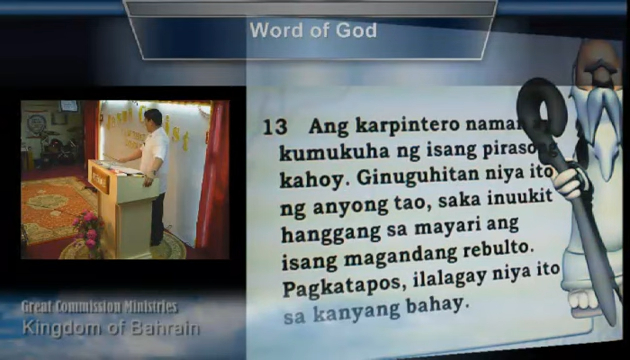 Word of God
13 Ang karpintero naman
kumukuha ng isang pirasong
kahoy. Ginuguhitan niya ito
ng anyong tao, saka inuukit
hanggang sa mayari ang
isang magandang rebulto.
Pagkatapos, ilalagay niya ito
sa kanyang bahay.
Great Commission Ministries
Kingdom of Bahrain